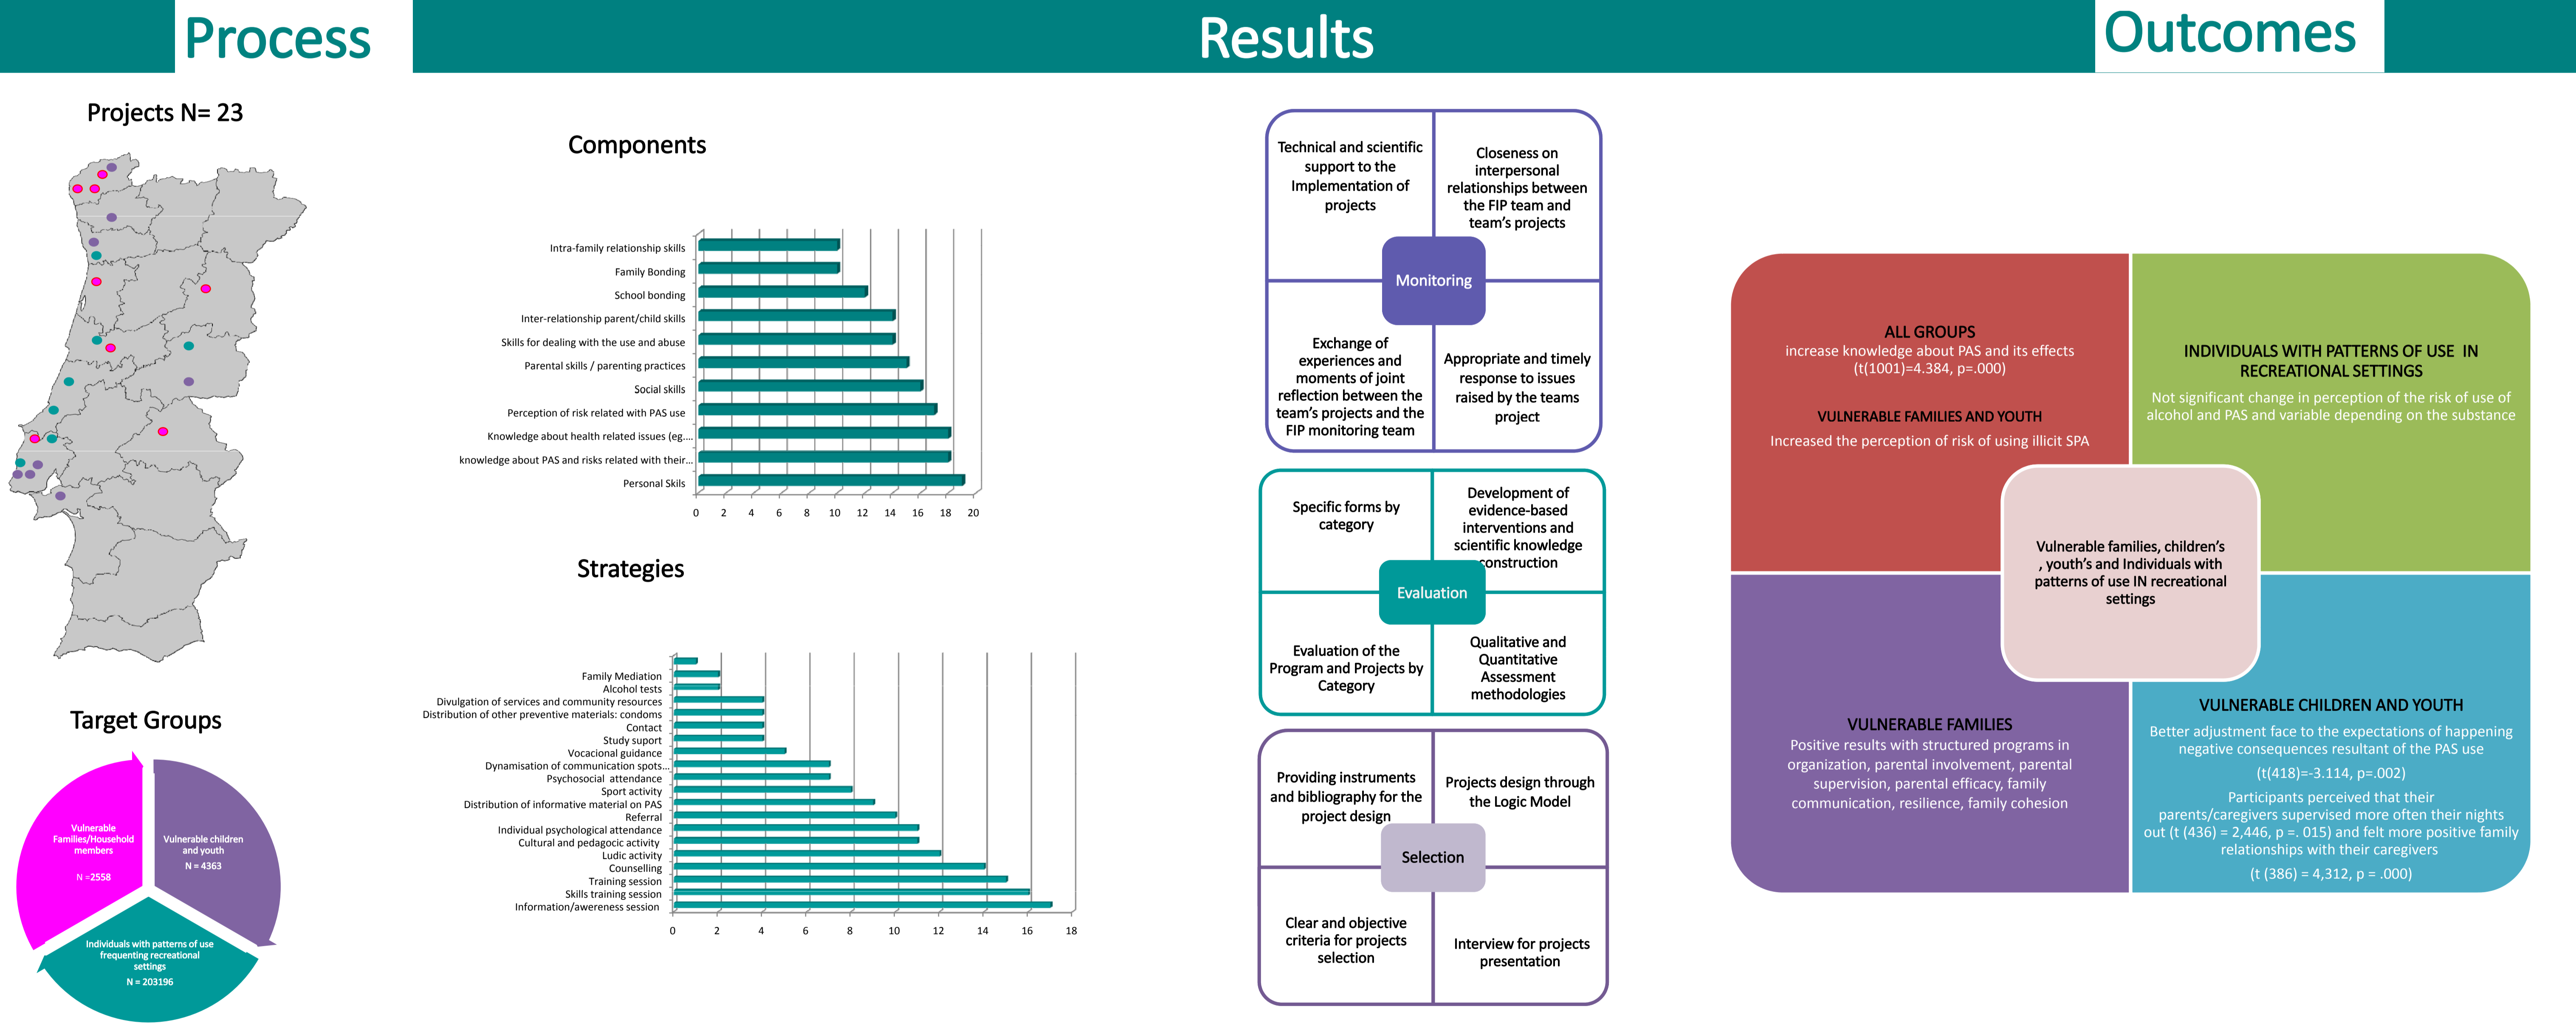 Process
Results
Outcomes
Projects N= 23
Target Groups
Vulnerable
Families/Household
members
N =2558
Vulnerable children
and youth
N = 4363
Individuals with patterns of use
frequenting recreational
settings
N = 203196
Components
Intra-family relationship skills
Family Bonding
School bonding
Inter-relationship parent/child skills
Skills for dealing with the use and abuse
Parental skills / parenting practices
Social skills
Perception of risk related with PAS use
Knowledge about health related issues (eg....
knowledge about PAS and risks related with their...
Personal Skils
0 2 4 6 8 10 12 14 16 18 20
Strategies
Family Mediation
Alcohol tests
Divulgation of services and community resources
Distribution of other preventive materials: condoms
Contact
Study suport
Vocacional guidance
Dynamisation of communication spots...
Psychosocial attendance
Sport activity
Distribution of informative material on PAS
Referral
Individual psychological attendance
Cultural and pedagogic activity
Ludic activity
Counselling
Training session
Skills training session
Information/awereness session
0 2 4 6 8 10 12 14 16 18
Technical and scientific
support to the
Implementation of
projects
Closeness on
interpersonal
relationships between
the FIP team and
team's projects
Monitoring
Exchange of
experiences and
moments of joint
reflection between the
team's projects and the
FIP monitoring team
Appropriate and timely
response to issues
raised by the teams
project
Specific forms by
category
Development of
evidence-based
interventions and
scientific knowledge
construction
Evaluation
Evaluation of the
Program and Projects by
Category
Qualitative and
Quantitative
Assessment
methodologies
Providing instruments
and bibliography for the
project design
Projects design through
the Logic Model
Selection
Clear and objective
criteria for projects
selection
Interview for projects
presentation
ALL GROUPS
increase knowledge about PAS and its effects
(t(1001)=4.384, p=.000)
VULNERABLE FAMILIES AND YOUTH
Increased the perception of risk of using illicit SPA
INDIVIDUALS WITH PATTERNS OF USE IN
RECREATIONAL SETTINGS
Not significant change in perception of the risk of use of
alcohol and PAS and variable depending on the substance
Vulnerable families, children's
, youth's and Individuals with
patterns of use IN recreational
settings
VULNERABLE FAMILIES
Positive results with structured programs in
organization, parental involvement, parental
supervision, parental efficacy, family
communication, resilience, family cohesion
VULNERABLE CHILDREN AND YOUTH
Better adjustment face to the expectations of happening
negative consequences resultant of the PAS use
(t(418)=-3.114, p=.002)
Participants perceived that their
parents/caregivers supervised more often their nights
out (t (436) = 2,446, p =. 015) and felt more positive family
relationships with their caregivers
(t (386) = 4,312, p = .000)